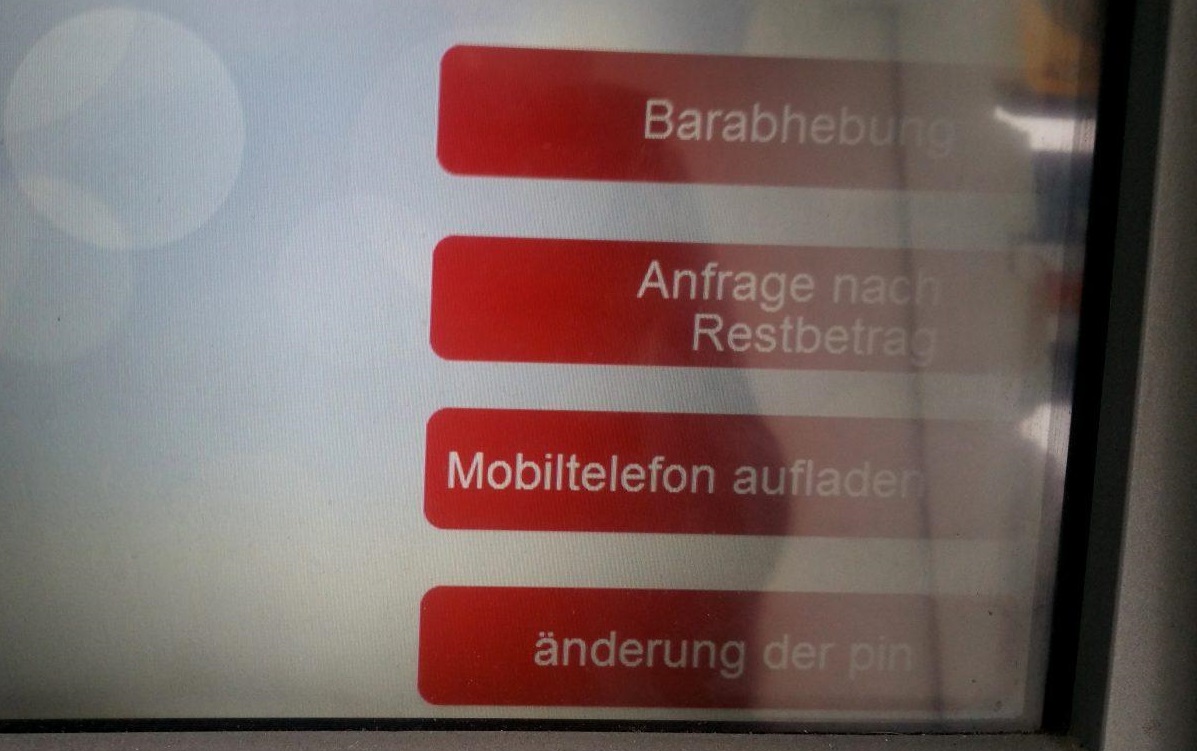 Barabhebung
Anfrage nach
Restbetrag
Mobiltelefon aufladen
änderung der pin